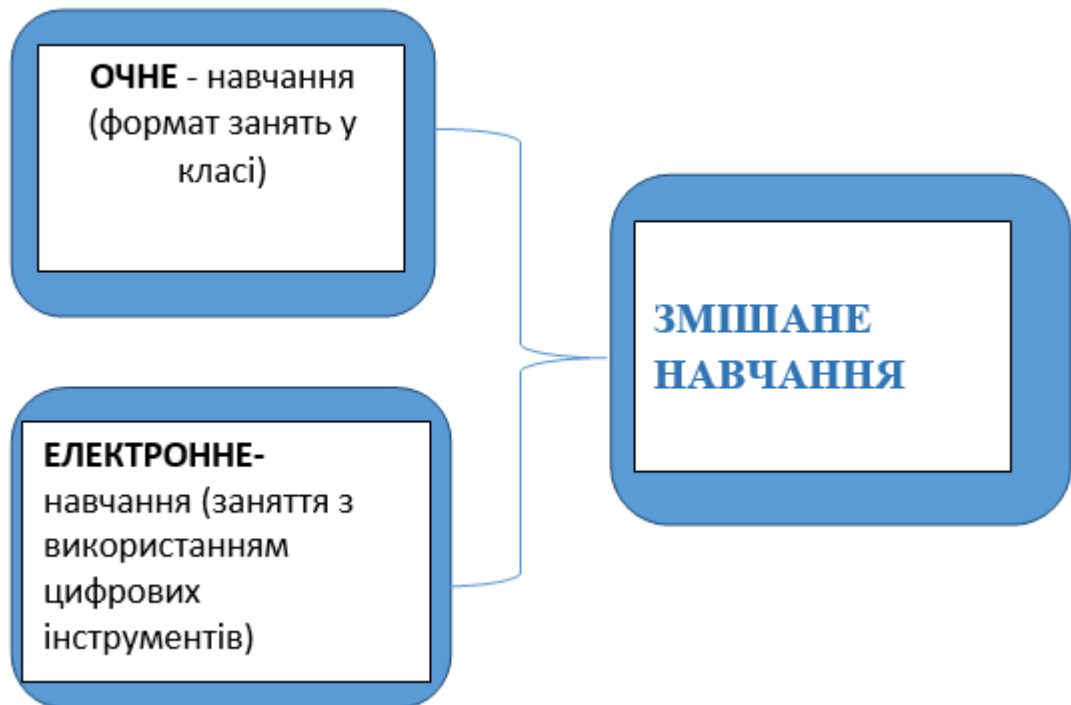 ОЧНЕ - навчання
(формат занять у
класі)
ЗМІШАНЕ
НАВЧАННЯ
ЕЛЕКТРОННЕ-
навчання (заняття з
використанням
цифрових
інструментів)